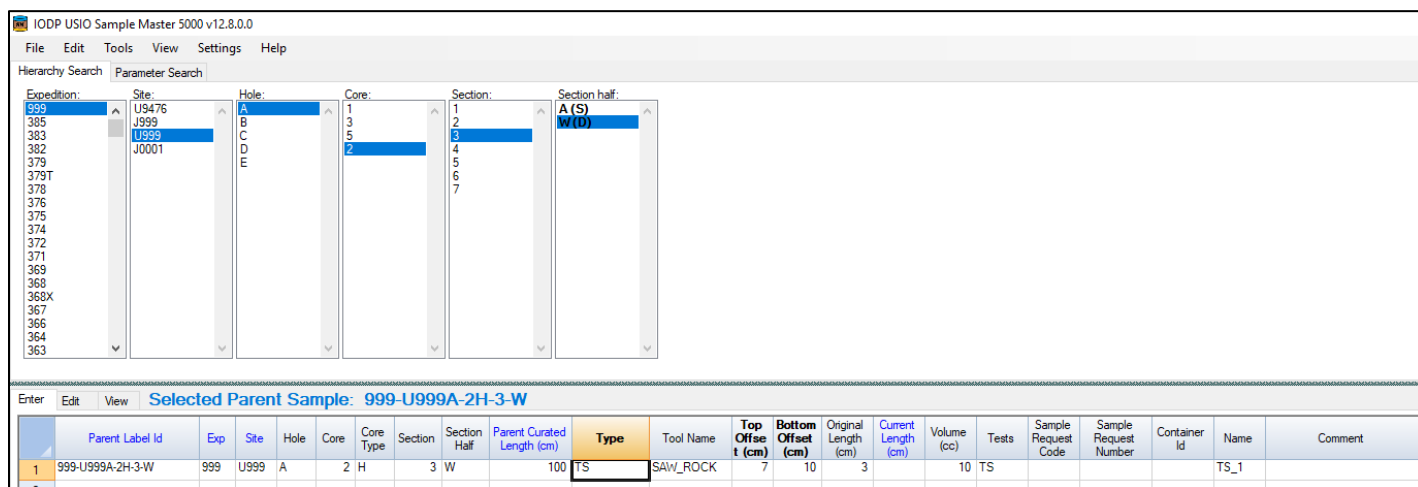 IODP USIO Sample Master 5000 v12.8.0.0
File Edit Tools View Settings Help
Hierarchy Search Parameter Search
Expedition: Site: Hole: Core: Section: Section half:
999 U9476 A 1 1 A (S)
385 J999 B 3 2 W (D)
383 U999 C 5 3
382 J0001 D 2 4
379 E 5
379T 6
378 7
376
375
374
372
371
369
368
368X
367
366
364
363
Enter Edit View Selected Parent Sample: 999-U999A-2H-3-W
Parent Label Id Exp Site Hole Core Core Type Section Section Half Parent Curated Length (cm) Type Tool Name Top Offse t (cm) Bottom Offset (cm) Original Length (cm) Current Length (cm) Volume (cc) Tests Sample Request Code Sample Request Number Container Id Name Comment
1 999-U999A-2H-3-W 999 U999 A 2 H 3 W 100 TS SAW_ROCK 7 10 3 10 TS TS_1